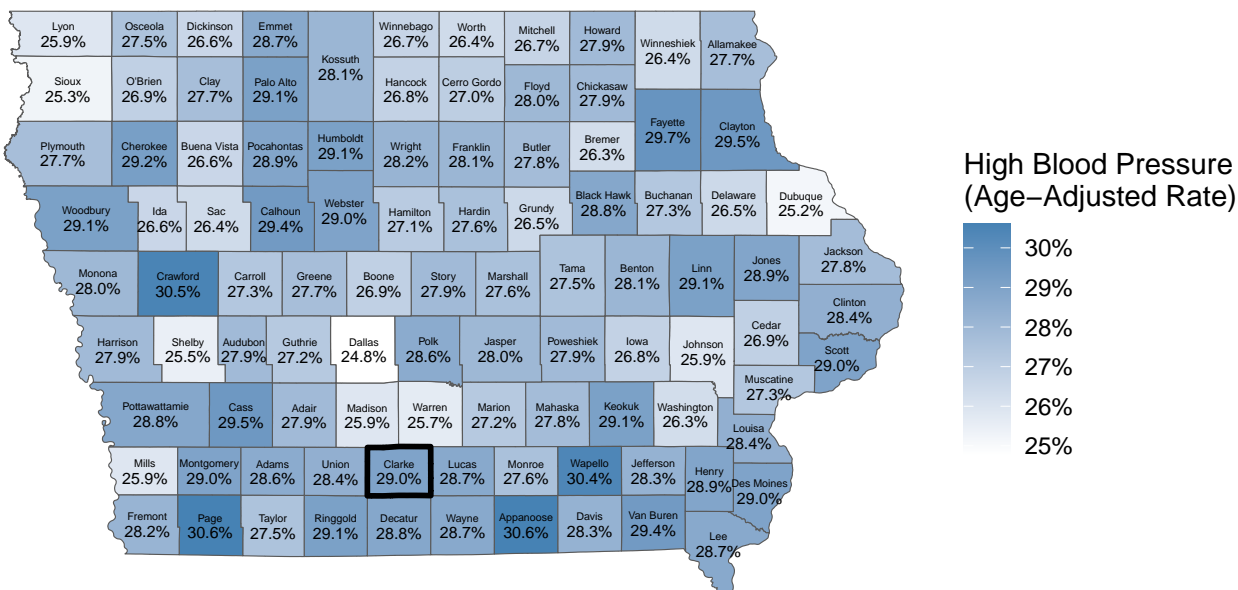 Lyon
25.9%
Osceola
27.5%
Dickinson
26.6%
Emmet
28.7%
Kossuth
28.1%
Winnebago
26.7%
Worth
26.4%
Mitchell
26.7%
Howard
27.9%
Winneshiek
26.4%
Allamakee
27.7%
Sioux
25.3%
O'Brien
26.9%
Clay
27.7%
Palo Alto
29.1%
Hancock
26.8%
Cerro Gordo
27.0%
Floyd
28.0%
Chickasaw
27.9%
Fayette
29.7%
Clayton
29.5%
Plymouth
27.7%
Cherokee
29.2%
Buena Vista
26.6%
Pocahontas
28.9%
Humboldt
29.1%
Wright
28.2%
Franklin
28.1%
Butler
27.8%
Bremer
26.3%
Woodbury
29.1%
Ida
26.6%
Sac
26.4%
Calhoun
29.4%
Webster
29.0%
Hamilton
27.1%
Hardin
27.6%
Grundy
26.5%
Black Hawk
28.8%
Buchanan
27.3%
Delaware
26.5%
Dubuque
25.2%
Monona
28.0%
Crawford
30.5%
Carroll
27.3%
Greene
27.7%
Boone
26.9%
Story
27.9%
Marshall
27.6%
Tama
27.5%
Benton
28.1%
Linn
29.1%
Jones
28.9%
Jackson
27.8%
Clinton
28.4%
Harrison
27.9%
Shelby
25.5%
Audubon
27.9%
Guthrie
27.2%
Dallas
24.8%
Polk
28.6%
Jasper
28.0%
Poweshiek
27.9%
Iowa
26.8%
Johnson
25.9%
Cedar
26.9%
Scott
29.0%
Muscatine
27.3%
Pottawattamie
28.8%
Cass
29.5%
Adair
27.9%
Madison
25.9%
Warren
25.7%
Marion
27.2%
Mahaska
27.8%
Keokuk
29.1%
Washington
26.3%
Louisa
28.4%
Mills
25.9%
Montgomery
29.0%
Adams
28.6%
Union
28.4%
Clarke
29.0%
Lucas
28.7%
Monroe
27.6%
Wapello
30.4%
Jefferson
28.3%
Henry
28.9%
Des Moines
29.0%
Fremont
28.2%
Page
30.6%
Taylor
27.5%
Ringgold
29.1%
Decatur
28.8%
Wayne
28.7%
Appanoose
30.6%
Davis
28.3%
Van Buren
29.4%
Lee
28.7%
High Blood Pressure
(Age−Adjusted Rate)
30%
29%
28%
27%
26%
25%